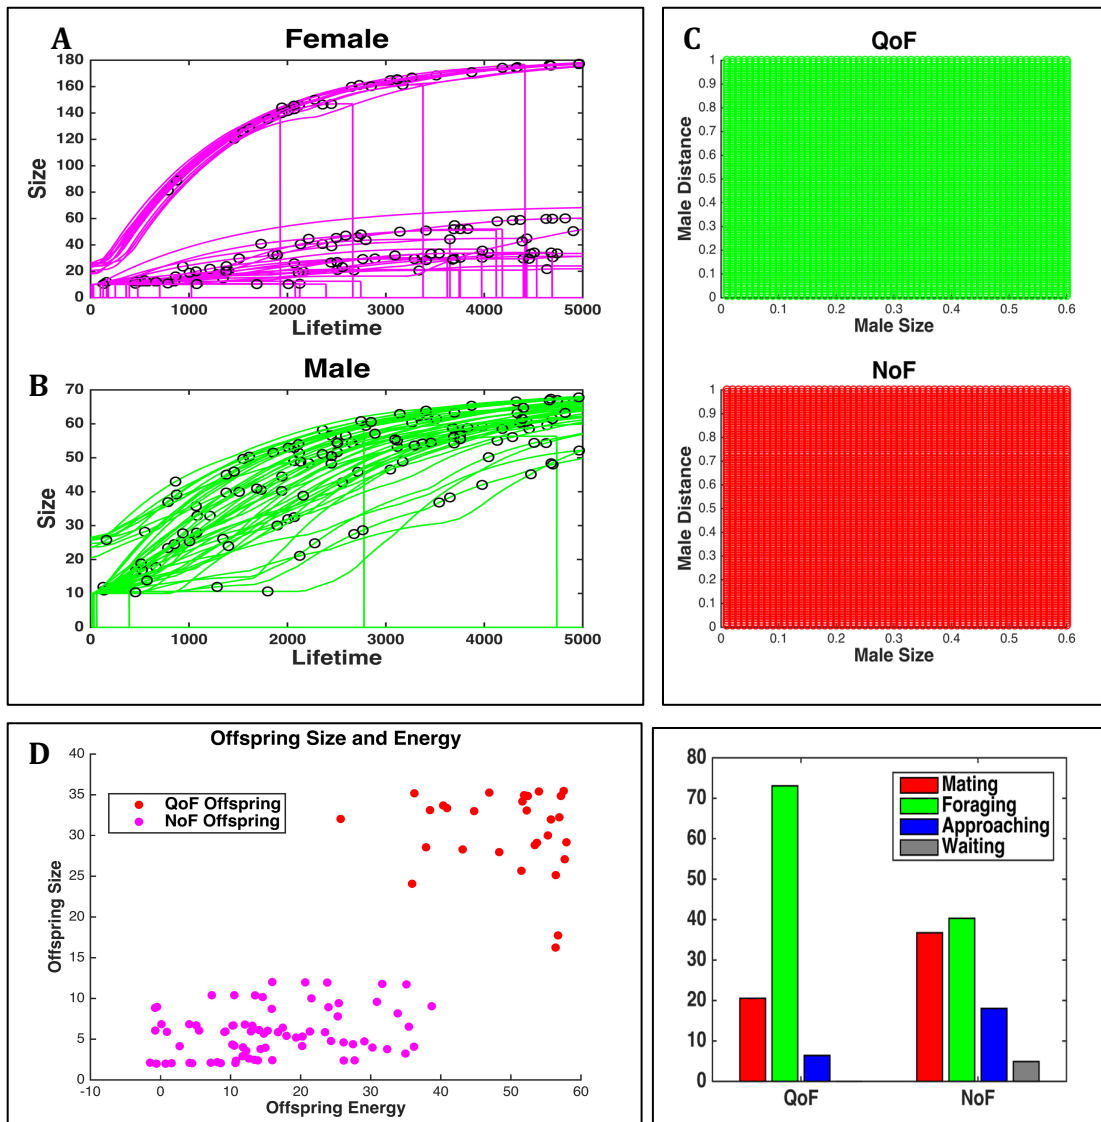 A
Female
180
160
140
120
100
80
60
40
20
0
Size
0 1000 2000 3000 4000 5000
Lifetime
B
Male
70
60
50
40
30
20
10
0
Size
0 1000 2000 3000 4000 5000
Lifetime
C
QoF
1
0.9
0.8
0.7
0.6
0.5
0.4
0.3
0.2
0.1
0
Male Distance
0 0.1 0.2 0.3 0.4 0.5 0.6
Male Size
NoF
1
0.9
0.8
0.7
0.6
0.5
0.4
0.3
0.2
0.1
0
Male Distance
0 0.1 0.2 0.3 0.4 0.5 0.6
Male Size
D
Offspring Size and Energy
40
35
30
25
20
15
10
5
0
Offspring Size
QoF Offspring
NoF Offspring
-10 0 10 20 30 40 50 60
Offspring Energy
80
70
60
50
40
30
20
10
0
Mating
Foraging
Approaching
Waiting
QoF NoF